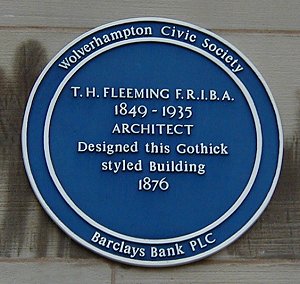 Wolverhampton Civic Society
T. H. FLEEMING F.R.I.B.A.
1849 - 1935
ARCHITECT
Designed this Gothick
styled Building
1876
Barclays Bank PLC